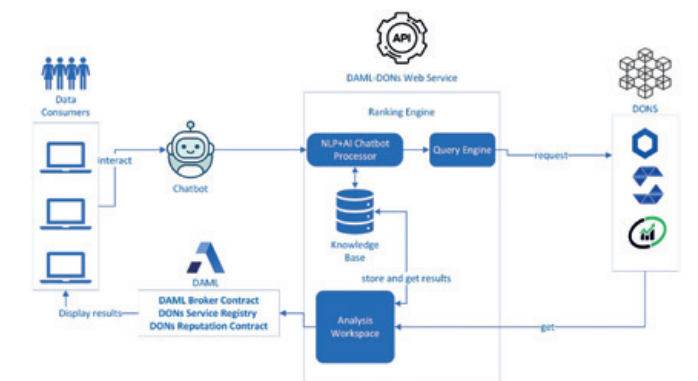 API
DAML-DONs Web Service
DONS
Data
Consumers
Ranking Engine
NLP+AI Chatbot
Processor
Query Engine
interact
request
Chatbot
Knowledge
Base
DAML
store and get results
DAML Broker Contract
DONs Service Registry
DONs Reputation Contract
Display results
Analysis
Workspace
get